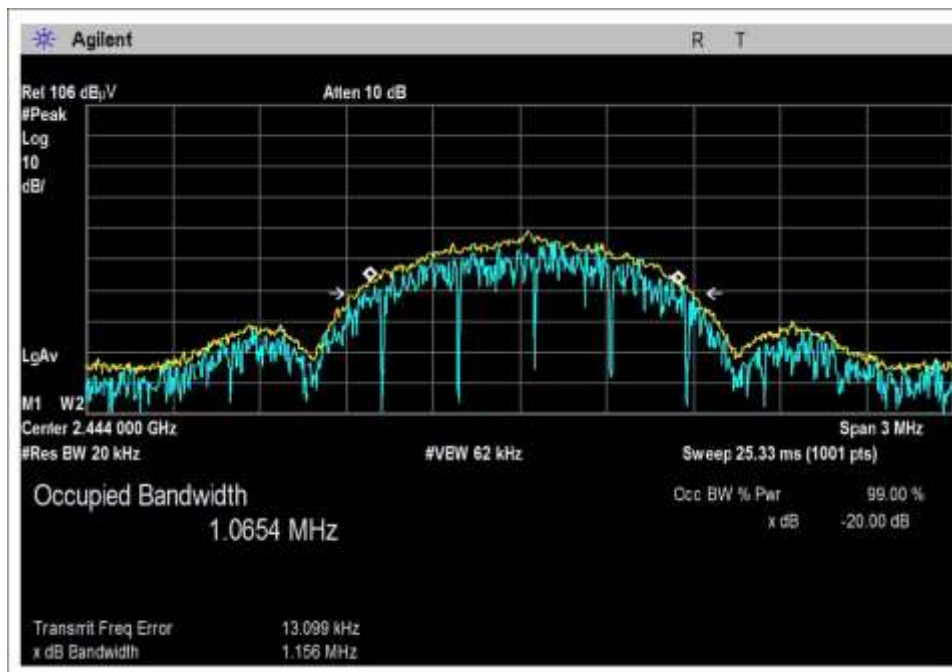 Agilent R T
Ref 106 dBµV Atten 10 dB
#Peak
Log
10
dB/
LgAv
M1 W2
Center 2.444 000 GHz Span 3 MHz
#Res BW 20 kHz #VBW 62 kHz Sweep 25.33 ms (1001 pts)
Occupied Bandwidth Occ BW % Pwr 99.00 %
1.0654 MHz x dB -20.00 dB
Transmit Freq Error 13.099 kHz
x dB Bandwidth 1.156 MHz